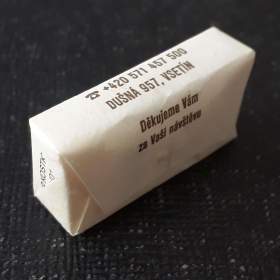 ☎ +420 571 457 500
DUŠNÁ 957, VSETÍN
Děkujeme Vám
za Vaši návštěvu